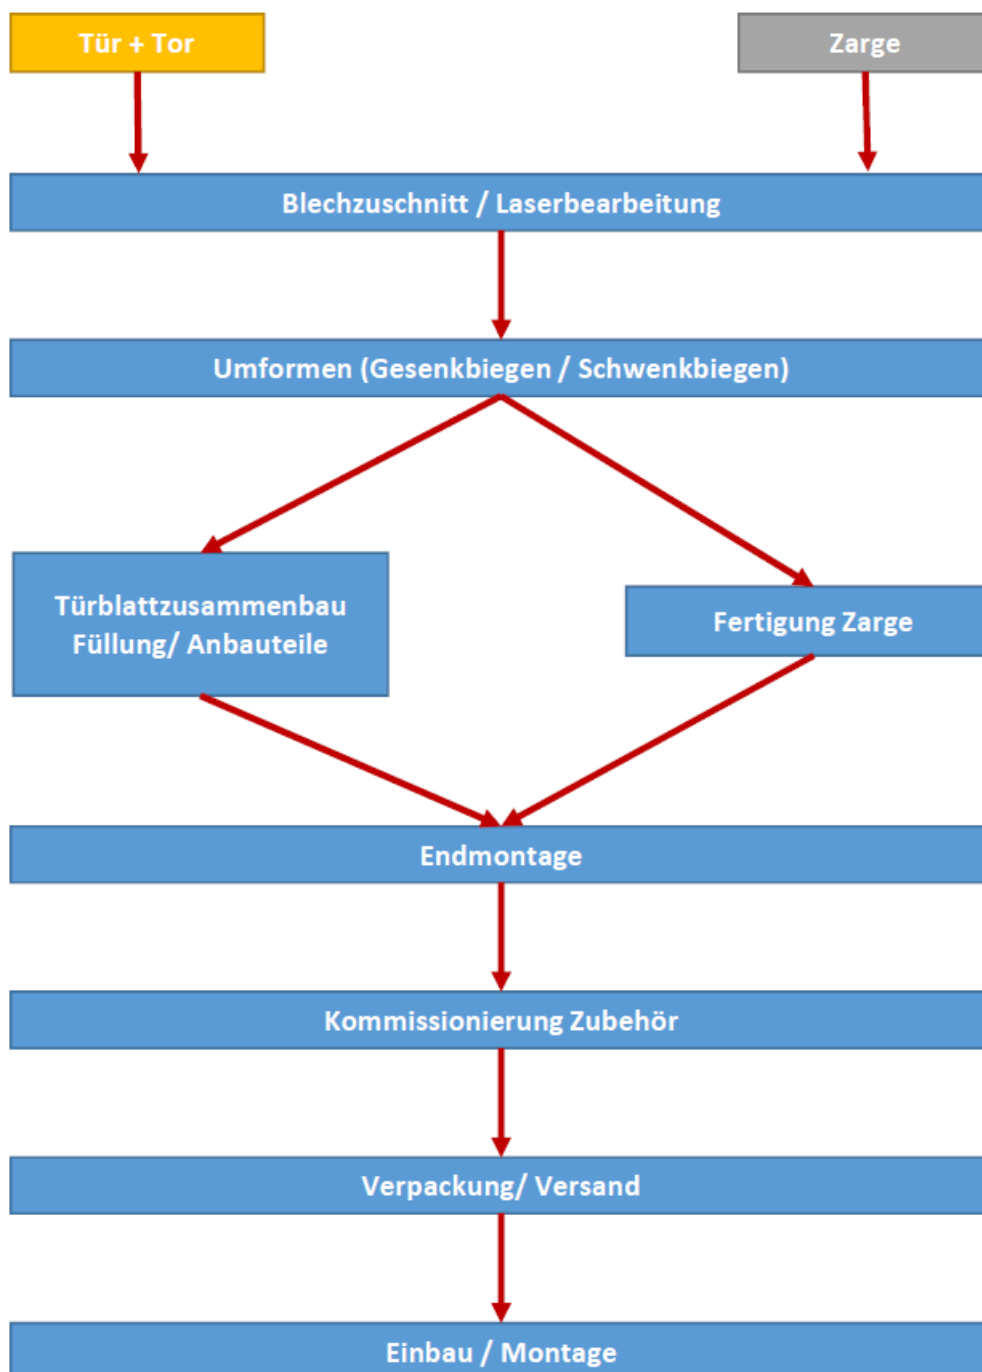 Tür + Tor
Zarge
Blechzuschnitt / Laserbearbeitung
Umformen (Gesenkbiegen / Schwenkbiegen)
Türblattzusammenbau
Füllung/ Anbauteile
Fertigung Zarge
Endmontage
Kommissionierung Zubehör
Verpackung/ Versand
Einbau / Montage